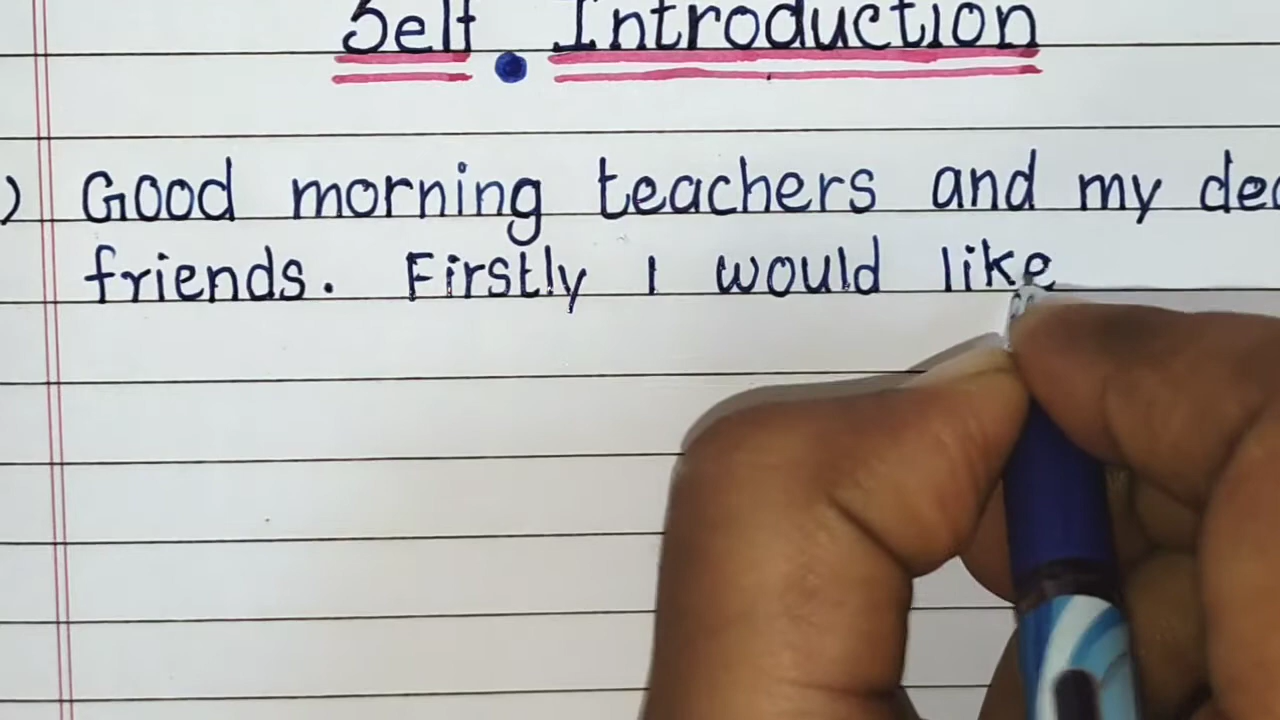 Self Introduction
) Good morning teachers and my
friends. Firstly I would like